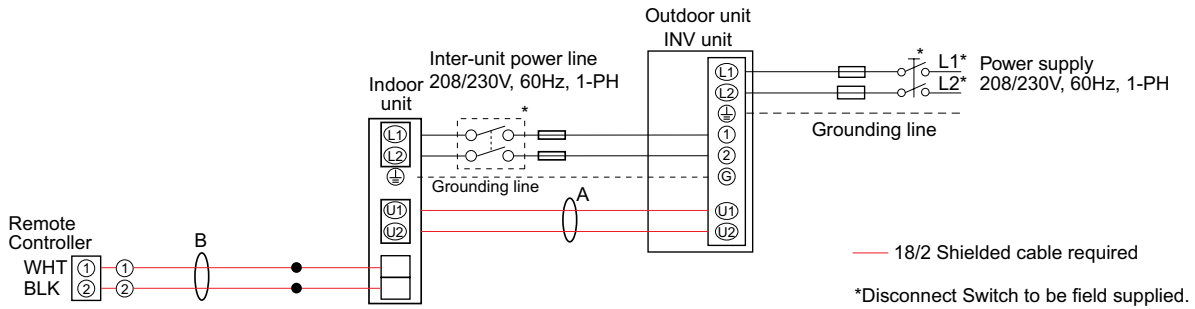 Outdoor unit
INV unit
Inter-unit power line
208/230V, 60Hz, 1-PH
Indoor
unit
*
*
L1*
L2*
Power supply
208/230V, 60Hz, 1-PH
L1
L2
Grounding line
L1
L2
1
2
G
Grounding line
A
U1
U2
U1
U2
Remote
Controller
B
WHT 1 1
BLK 2 2
18/2 Shielded cable required
*Disconnect Switch to be field supplied.